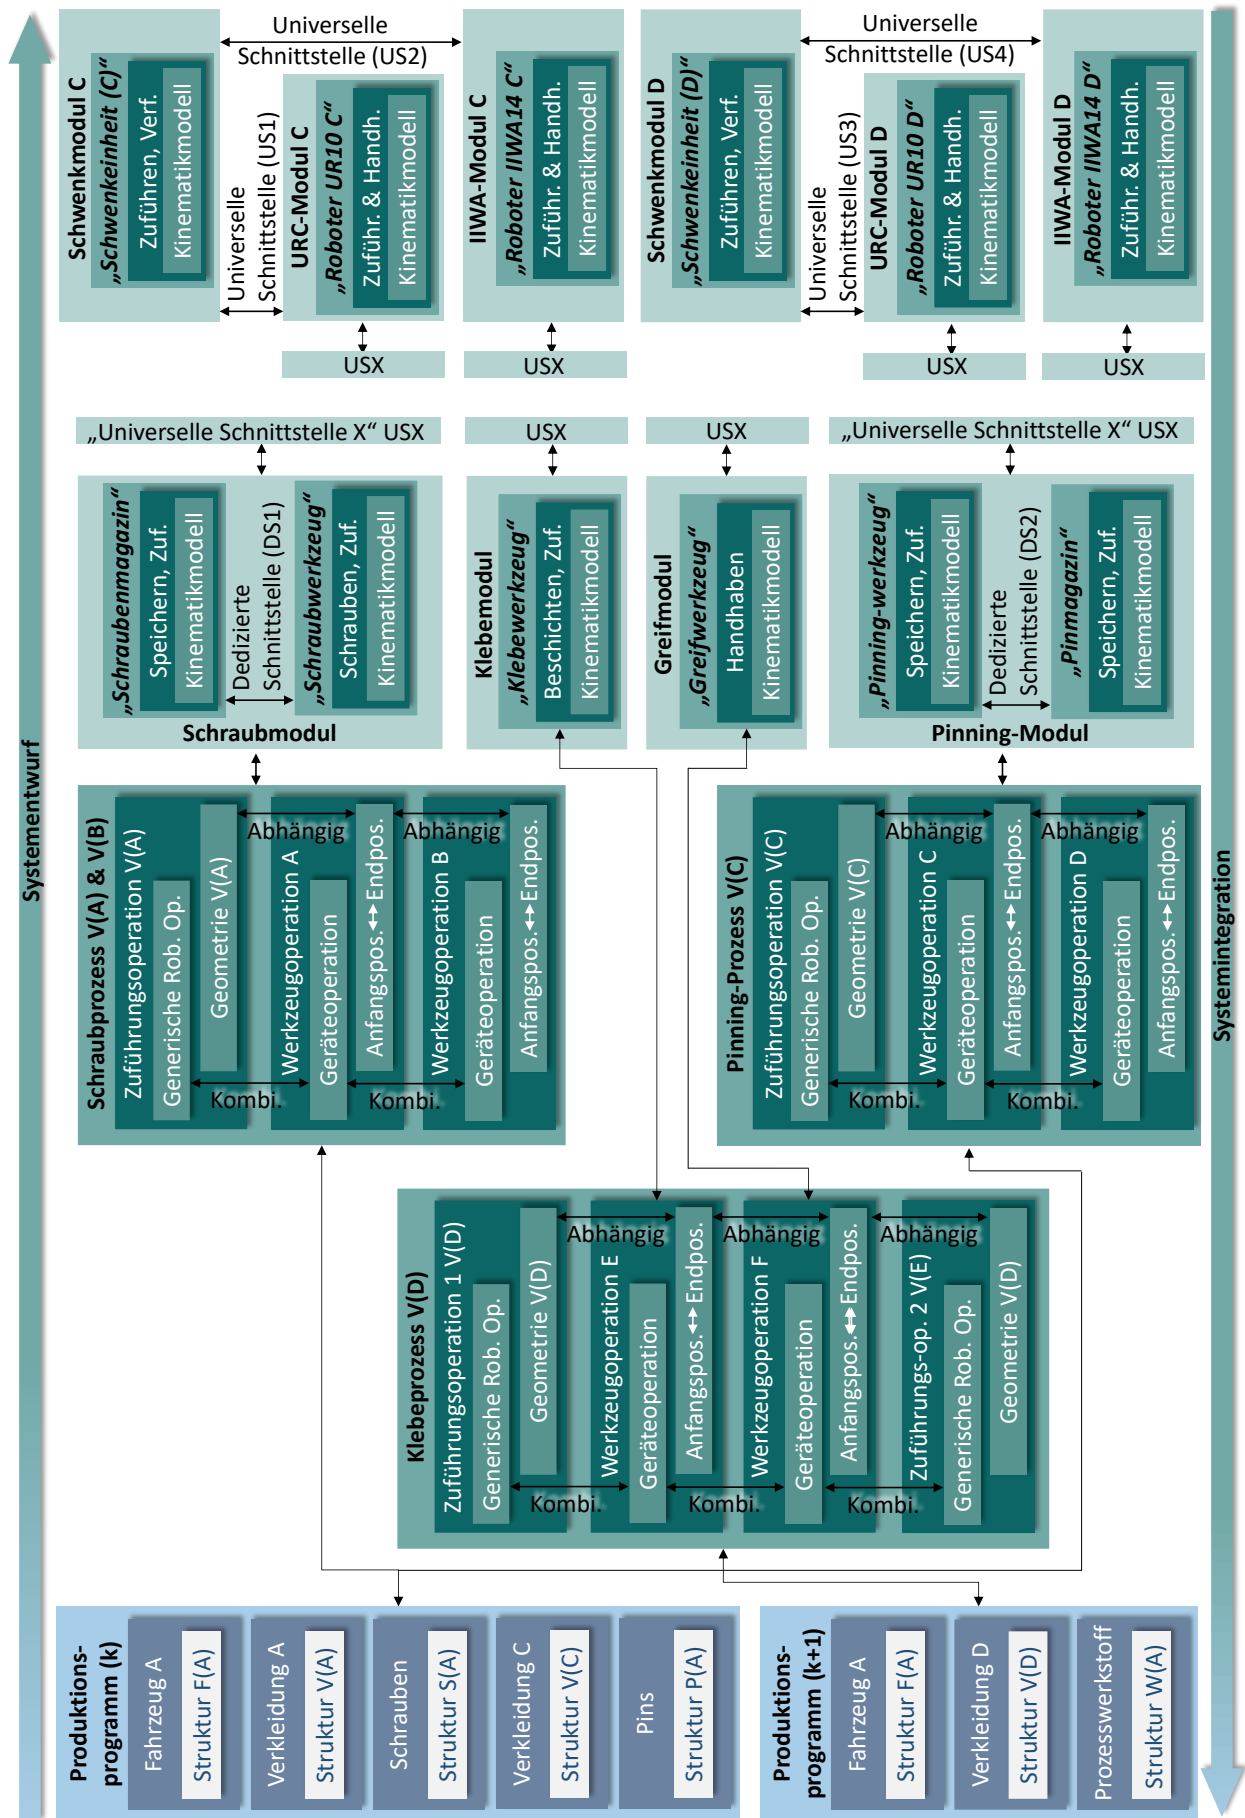 Systementwurf
Schwenkmodul C
„Schwenkeinheit (C)“
Zuführen, Verf.
Kinematikmodell
Universelle
Schnittstelle (US2)
Universelle
Schnittstelle (US1)
URC-Modul C
„Roboter UR10 C“
Zuführ. & Handh.
Kinematikmodell
IIWA-Modul C
„Roboter IIWA14 C“
Zuführ. & Handh.
Kinematikmodell
Schwenkmodul D
„Schwenkeinheit (D)“
Zuführen, Verf.
Kinematikmodell
Universelle
Schnittstelle (US4)
Universelle
Schnittstelle (US3)
URC-Modul D
„Roboter UR10 D“
Zuführ. & Handh.
Kinematikmodell
IIWA-Modul D
„Roboter IIWA14 D“
Zuführ. & Handh.
Kinematikmodell
USX
USX
USX
USX
„Universelle Schnittstelle X“ USX
USX
USX
„Universelle Schnittstelle X“ USX
„Schraubenmagazin“
Speichern, Zuf.
Kinematikmodell
Dedizierte
Schnittstelle (DS1)
„Schraubwerkzeug“
Schrauben, Zuf.
Kinematikmodell
Schraubmodul
Klebemodul
„Klebewerkzeug“
Beschichten, Zuf.
Kinematikmodell
Greifmodul
„Greifwerkzeug“
Handhaben
Kinematikmodell
„Pinning-werkzeug“
Speichern, Zuf.
Kinematikmodell
Dedizierte
Schnittstelle (DS2)
„Pinmagazin“
Speichern, Zuf.
Kinematikmodell
Pinning-Modul
Schraubprozess V(A) & V(B)
Zuführungsoperation V(A)
Generische Rob. Op.
Geometrie V(A)
Abhängig
Kombi.
Werkzeugoperation A
Geräteoperation
Anfangspos.↔Endpos.
Abhängig
Kombi.
Werkzeugoperation B
Geräteoperation
Anfangspos.↔Endpos.
Pinning-Prozess V(C)
Zuführungsoperation V(C)
Generische Rob. Op.
Geometrie V(C)
Abhängig
Kombi.
Werkzeugoperation C
Geräteoperation
Anfangspos.↔Endpos.
Abhängig
Kombi.
Werkzeugoperation D
Geräteoperation
Anfangspos.↔Endpos.
Klebeprozess V(D)
Zuführungsoperation 1 V(D)
Generische Rob. Op.
Geometrie V(D)
Abhängig
Kombi.
Werkzeugoperation E
Geräteoperation
Anfangspos.↔Endpos.
Abhängig
Kombi.
Werkzeugoperation F
Geräteoperation
Anfangspos.↔Endpos.
Abhängig
Kombi.
Zuführungs-op. 2 V(E)
Generische Rob. Op.
Geometrie V(D)
Produktions-
programm (k)
Fahrzeug A
Struktur F(A)
Verkleidung A
Struktur V(A)
Schrauben
Struktur S(A)
Verkleidung C
Struktur V(C)
Pins
Struktur P(A)
Produktions-
programm (k+1)
Fahrzeug A
Struktur F(A)
Verkleidung D
Struktur V(D)
Prozesswerkstoff
Struktur W(A)
Systemintegration